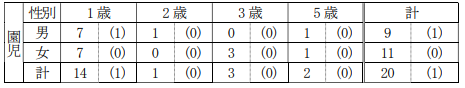 園児 性別 1歳 2歳 3歳 5歳 計
男 7 (1) 1 (0) 0 (0) 1 (0) 9 (1)
女 7 (0) 0 (0) 3 (0) 1 (0) 11 (0)
計 14 (1) 1 (0) 3 (0) 2 (0) 20 (1)